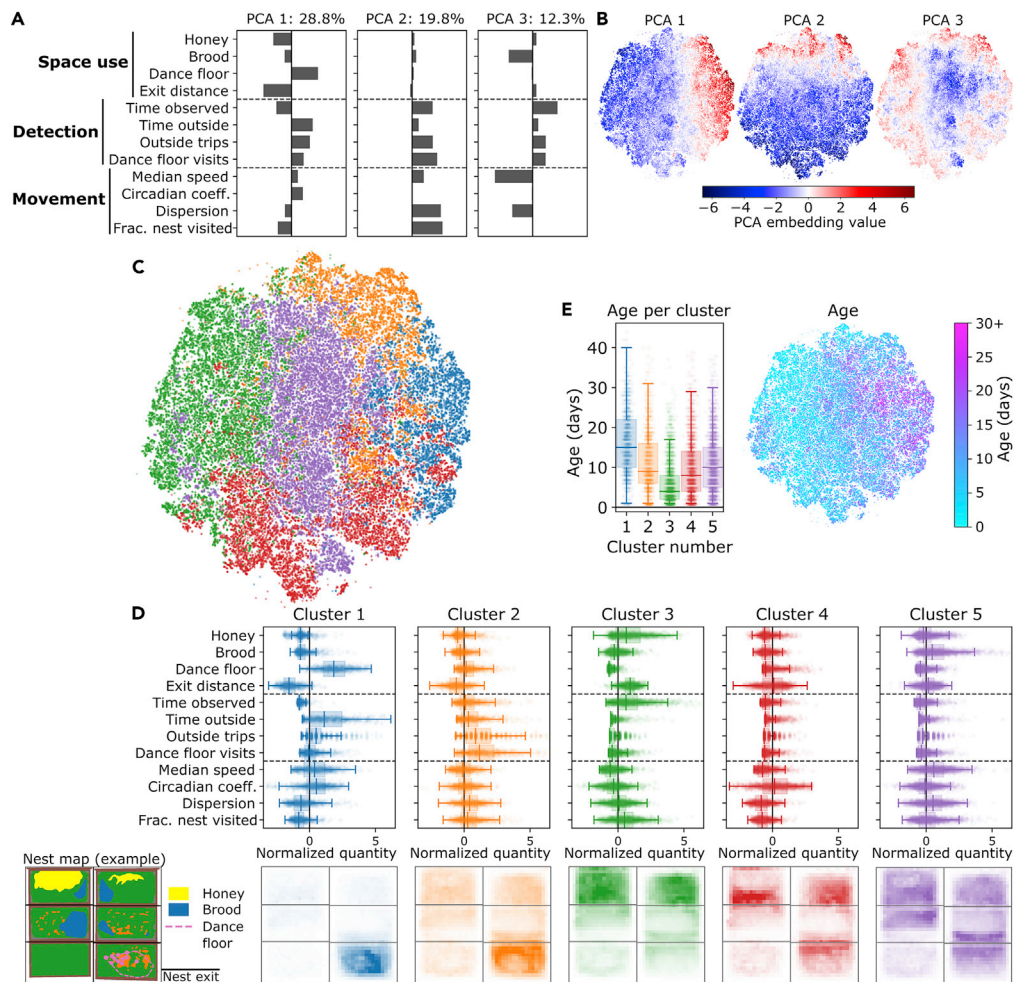 A
PCA 1: 28.8%
PCA 2: 19.8%
PCA 3: 12.3%
Space use
Honey
Brood
Dance floor
Exit distance
Detection
Time observed
Time outside
Outside trips
Dance floor visits
Movement
Median speed
Circadian coeff.
Dispersion
Frac. nest visited
B
PCA 1
PCA 2
PCA 3
−6 −4 −2 0 2 4 6
PCA embedding value
C
E
Age per cluster
Age (days)
40
30
20
10
0
1 2 3 4 5
Cluster number
Age
30+
25
20
15
10
5
0
Age (days)
D
Cluster 1
Cluster 2
Cluster 3
Cluster 4
Cluster 5
Honey
Brood
Dance floor
Exit distance
Time observed
Time outside
Outside trips
Dance floor visits
Median speed
Circadian coeff.
Dispersion
Frac. nest visited
0 5
0 5
0 5
0 5
0 5
Normalized quantity
Normalized quantity
Normalized quantity
Normalized quantity
Normalized quantity
Nest map (example)
Honey
Brood
Dance
floor
Nest exit